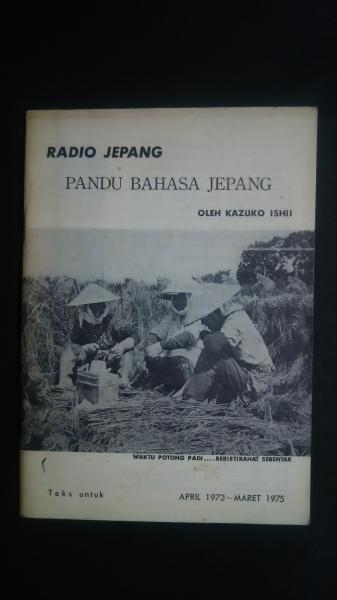 RADIO JEPANG
PANDU BAHASA JEPANG
OLEH KAZUKO ISHII
WAKTU POTONG PADI....BERISTIRAHAT SEBENTAR
Teks untuk APRIL 1973~MARET 1975